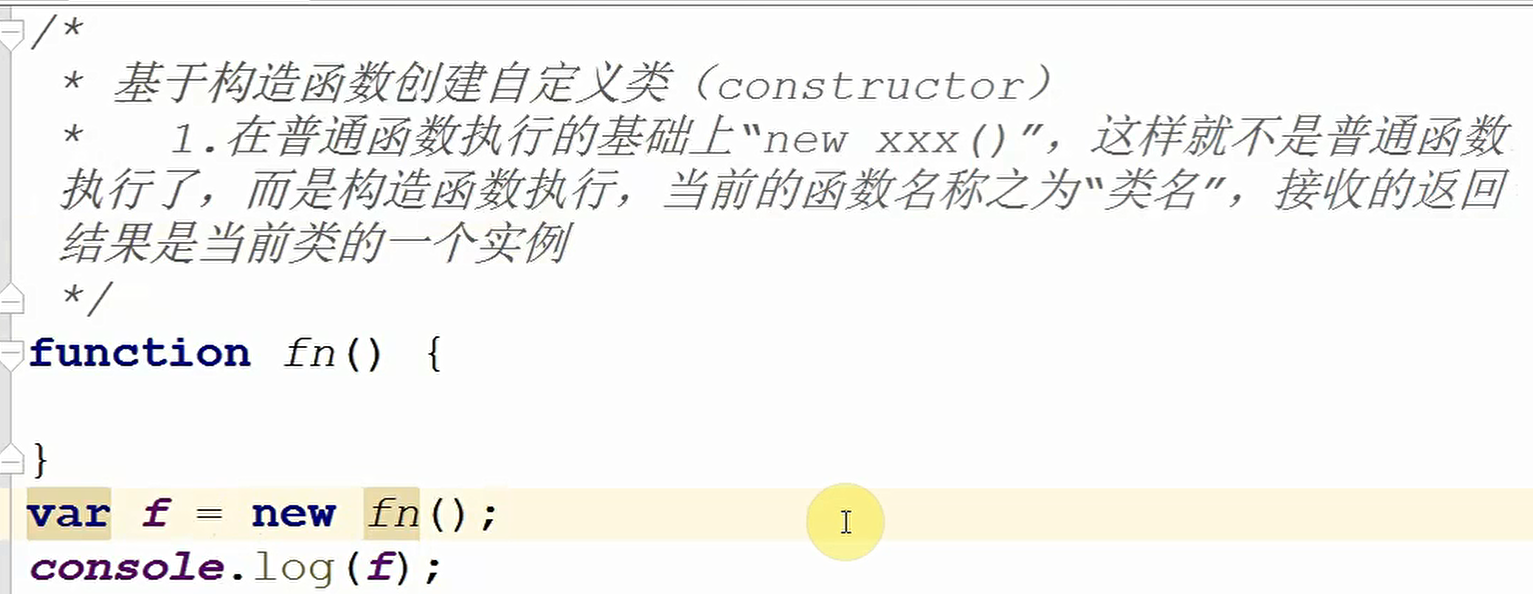 /*
* 基于构造函数创建自定义类（constructor）
*   1.在普通函数执行的基础上“new xxx()”，这样就不是普通函数
执行了，而是构造函数执行，当前的函数名称之为“类名”，接收的返回
结果是当前类的一个实例
*/
function fn() {
}
var f = new fn();
console.log(f);